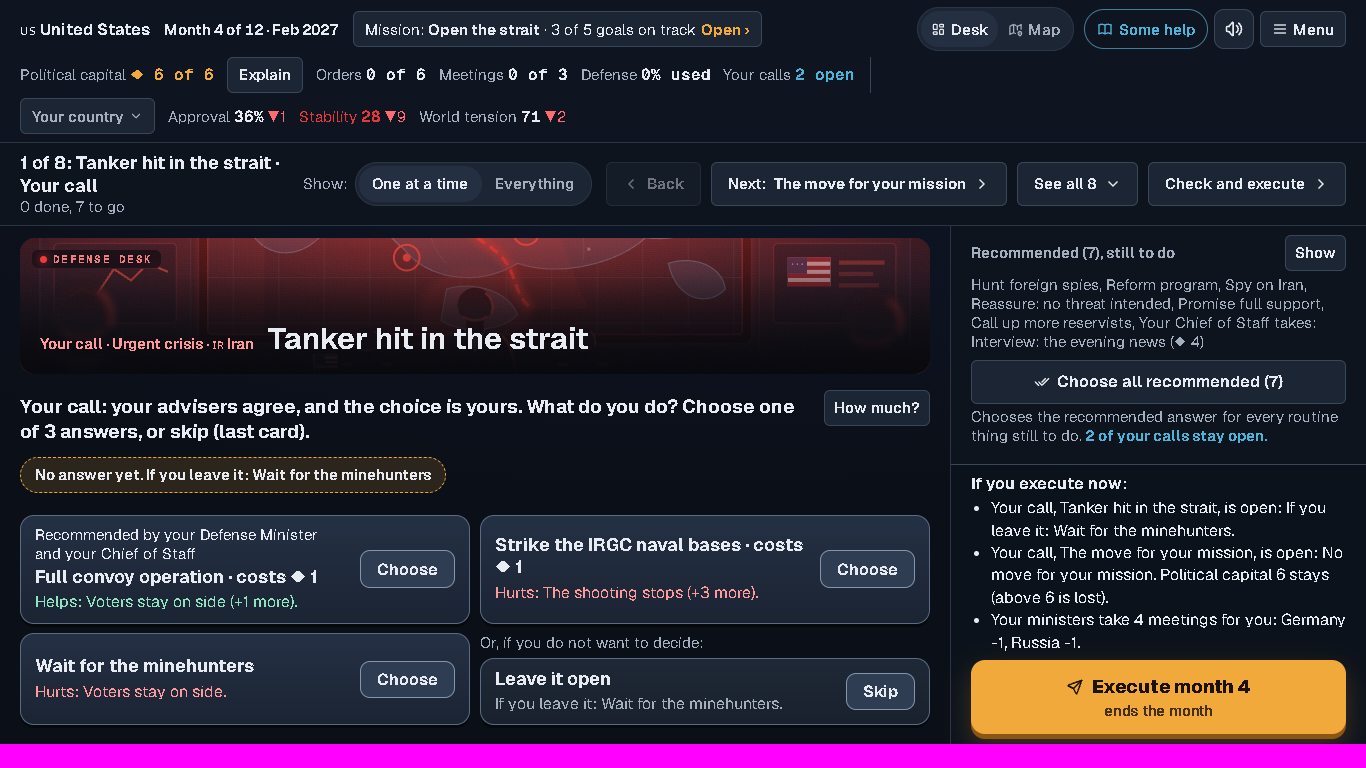 US United States Month 4 of 12 · Feb 2027 Mission: Open the strait · 3 of 5 goals on track Open › Desk Map Some help Menu
Political capital ◆ 6 of 6 Explain Orders 0 of 6 Meetings 0 of 3 Defense 0% used Your calls 2 open
Your country Approval 36% ▼1 Stability 28 ▼9 World tension 71 ▼2
1 of 8: Tanker hit in the strait ·
Your call
0 done, 7 to go
Show: One at a time Everything Back Next: The move for your mission See all 8 Check and execute
DEFENSE DESK
Your call · Urgent crisis · IR Iran Tanker hit in the strait
Your call: your advisers agree, and the choice is yours. What do you do? Choose one
of 3 answers, or skip (last card).
How much?
No answer yet. If you leave it: Wait for the minehunters
Recommended by your Defense Minister
and your Chief of Staff
Full convoy operation · costs ◆ 1
Helps: Voters stay on side (+1 more).
Choose
Strike the IRGC naval bases · costs
◆ 1
Hurts: The shooting stops (+3 more).
Choose
Wait for the minehunters
Hurts: Voters stay on side.
Choose
Or, if you do not want to decide:
Leave it open
If you leave it: Wait for the minehunters.
Skip
Recommended (7), still to do Show
Hunt foreign spies, Reform program, Spy on Iran,
Reassure: no threat intended, Promise full support,
Call up more reservists, Your Chief of Staff takes:
Interview: the evening news (◆ 4)
Choose all recommended (7)
Chooses the recommended answer for every routine
thing still to do. 2 of your calls stay open.
If you execute now:
• Your call, Tanker hit in the strait, is open: If you
leave it: Wait for the minehunters.
• Your call, The move for your mission, is open: No
move for your mission. Political capital 6 stays
(above 6 is lost).
• Your ministers take 4 meetings for you: Germany
-1, Russia -1.
Execute month 4
ends the month